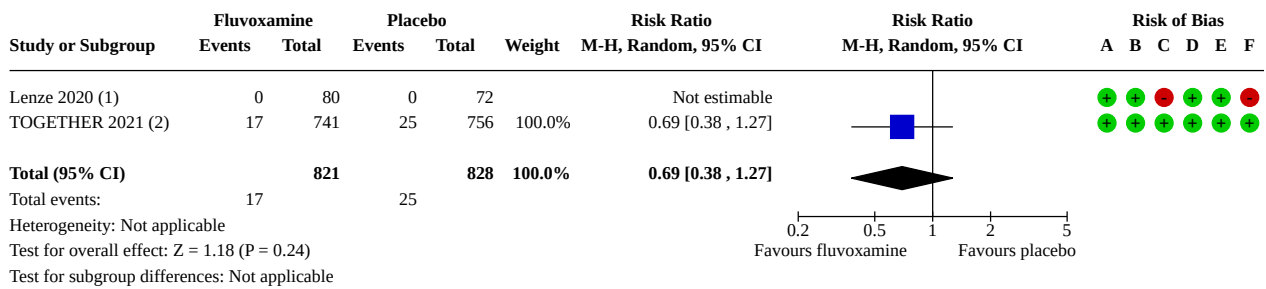 Fluvoxamine Placebo Risk Ratio Risk Ratio Risk of Bias
Study or Subgroup Events Total Events Total Weight M-H, Random, 95% CI M-H, Random, 95% CI A B C D E F
Lenze 2020 (1) 0 80 0 72 Not estimable + + - + + -
TOGETHER 2021 (2) 17 741 25 756 100.0% 0.69 [0.38 , 1.27] + + + + + +
Total (95% CI) 821 828 100.0% 0.69 [0.38 , 1.27]
Total events: 17 25
Heterogeneity: Not applicable
0.2 0.5 1 2 5
Test for overall effect: Z = 1.18 (P = 0.24)
Favours fluvoxamine Favours placebo
Test for subgroup differences: Not applicable